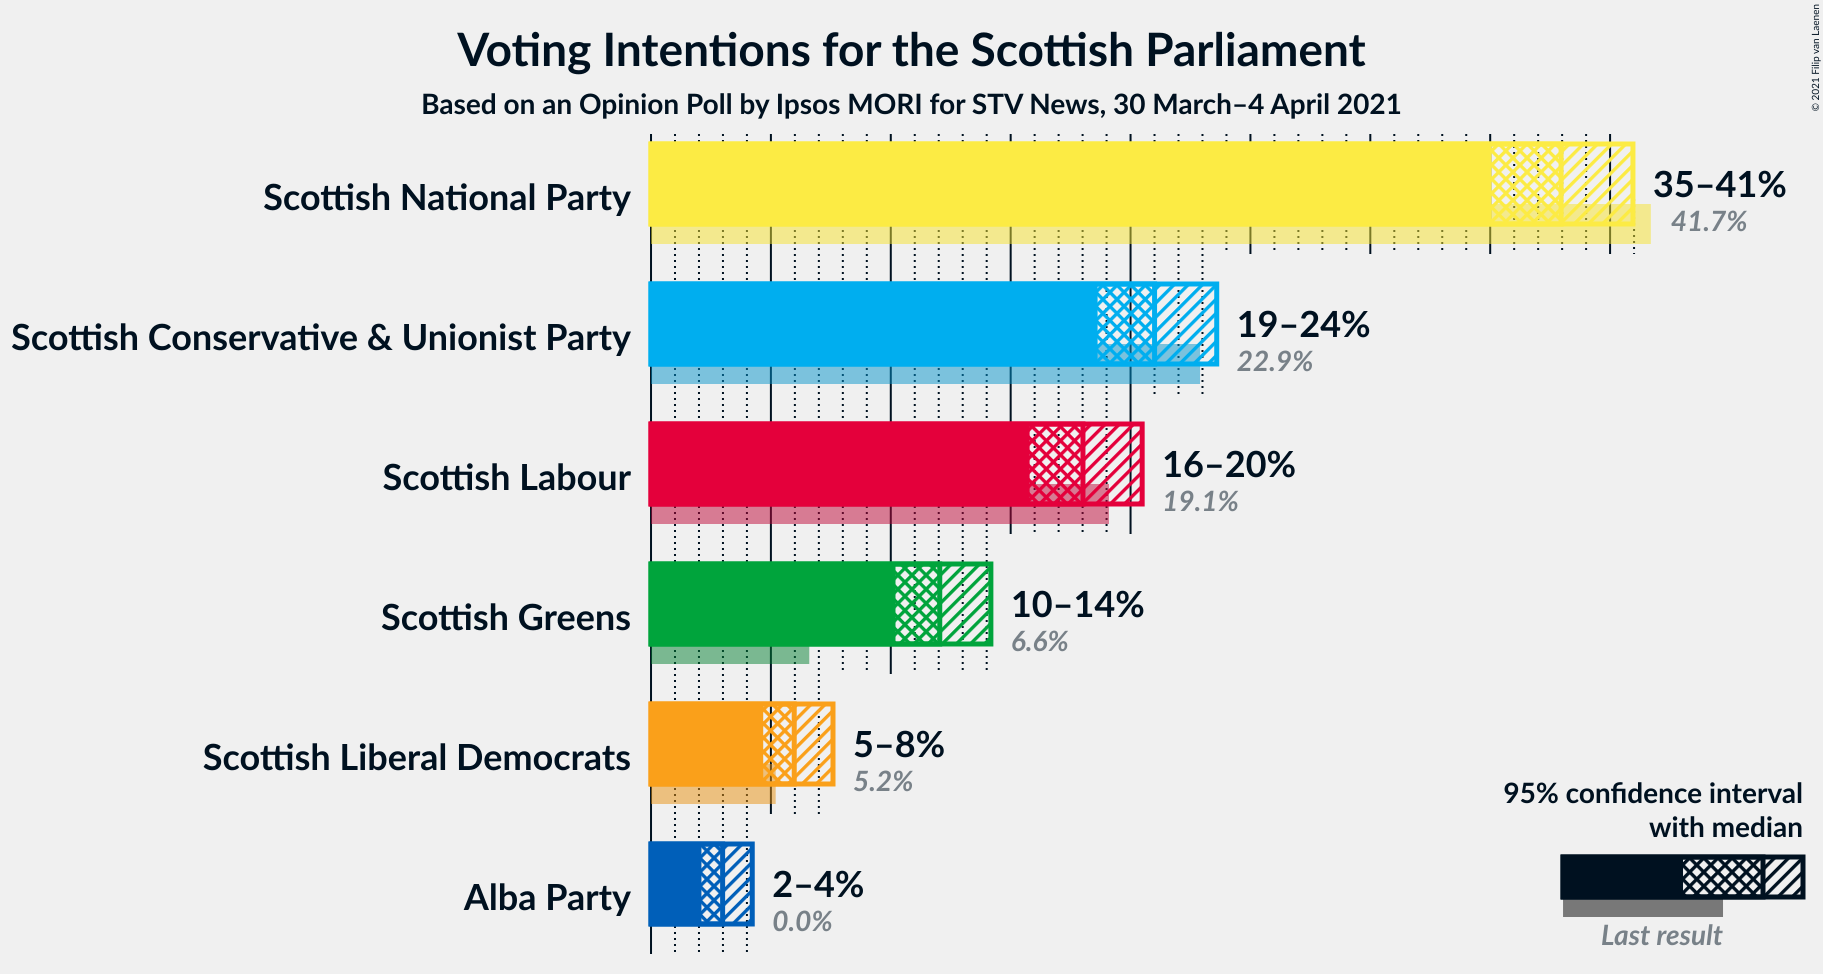 Voting Intentions for the Scottish Parliament
Based on an Opinion Poll by Ipsos MORI for STV News, 30 March–4 April 2021
© 2021 Filip van Laenen
Scottish National Party
35–41%
41.7%
Scottish Conservative & Unionist Party
19–24%
22.9%
Scottish Labour
16–20%
19.1%
Scottish Greens
10–14%
6.6%
Scottish Liberal Democrats
5–8%
5.2%
Alba Party
2–4%
0.0%
95% confidence interval
with median
Last result